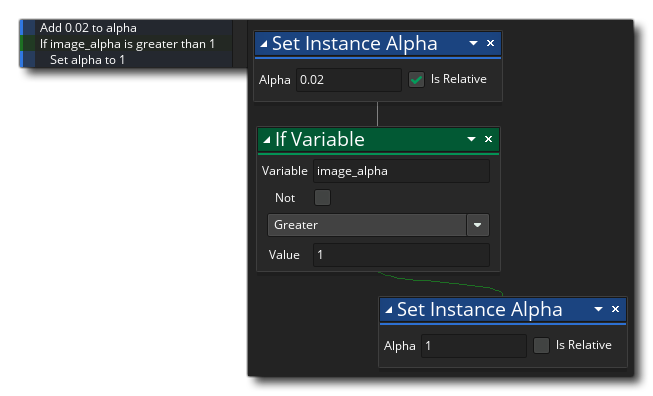 Add 0.02 to alpha
If image_alpha is greater than 1
Set alpha to 1
Set Instance Alpha
Alpha 0.02 Is Relative
If Variable
Variable image_alpha
Not
Greater
Value 1
Set Instance Alpha
Alpha 1 Is Relative